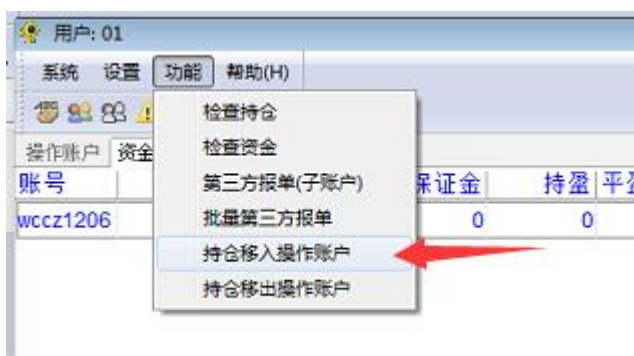 用户: 01
系统 设置 功能 帮助(H)
检查持仓
操作账户 资金
检查资金
账号 保证金 持盈 平盈
第三方报单(子账户)
wccz1206 0 0
批量第三方报单
持仓移入操作账户
持仓移出操作账户